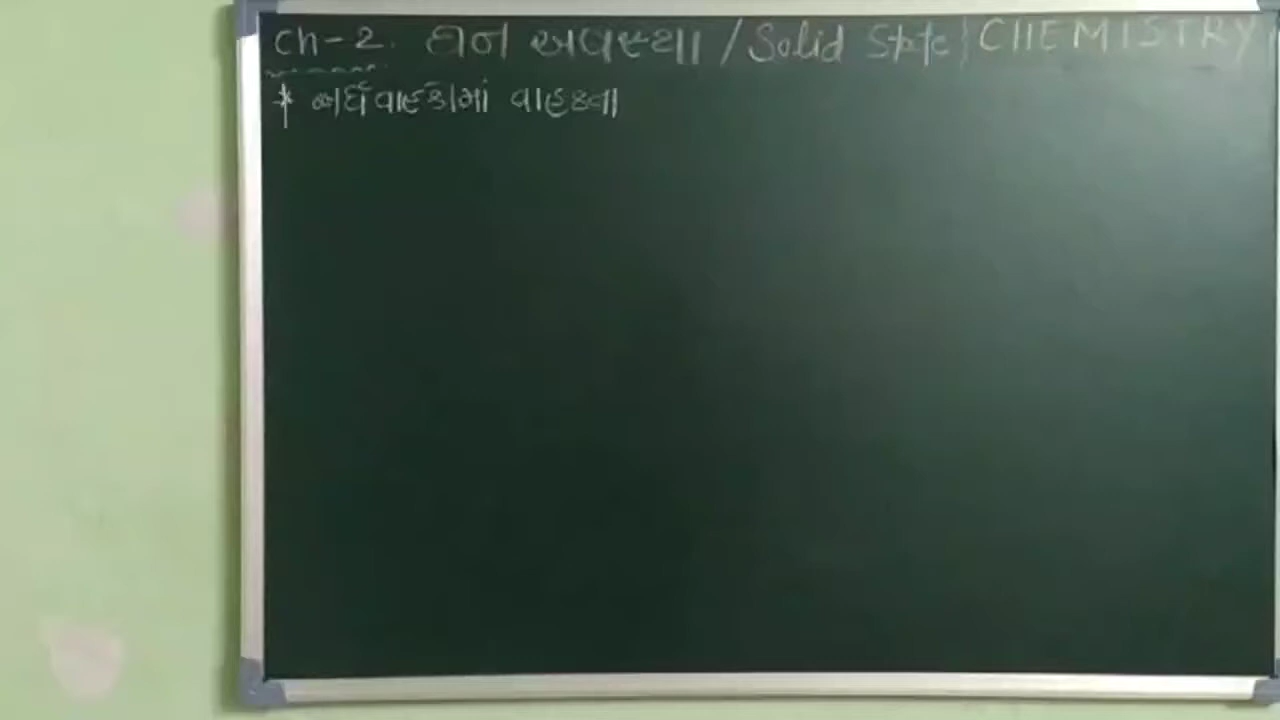 Ch-2. ઘન અવસ્થા / Solid State | CHEMISTRY
* અર્ધવાહકોમાં વાહકતા